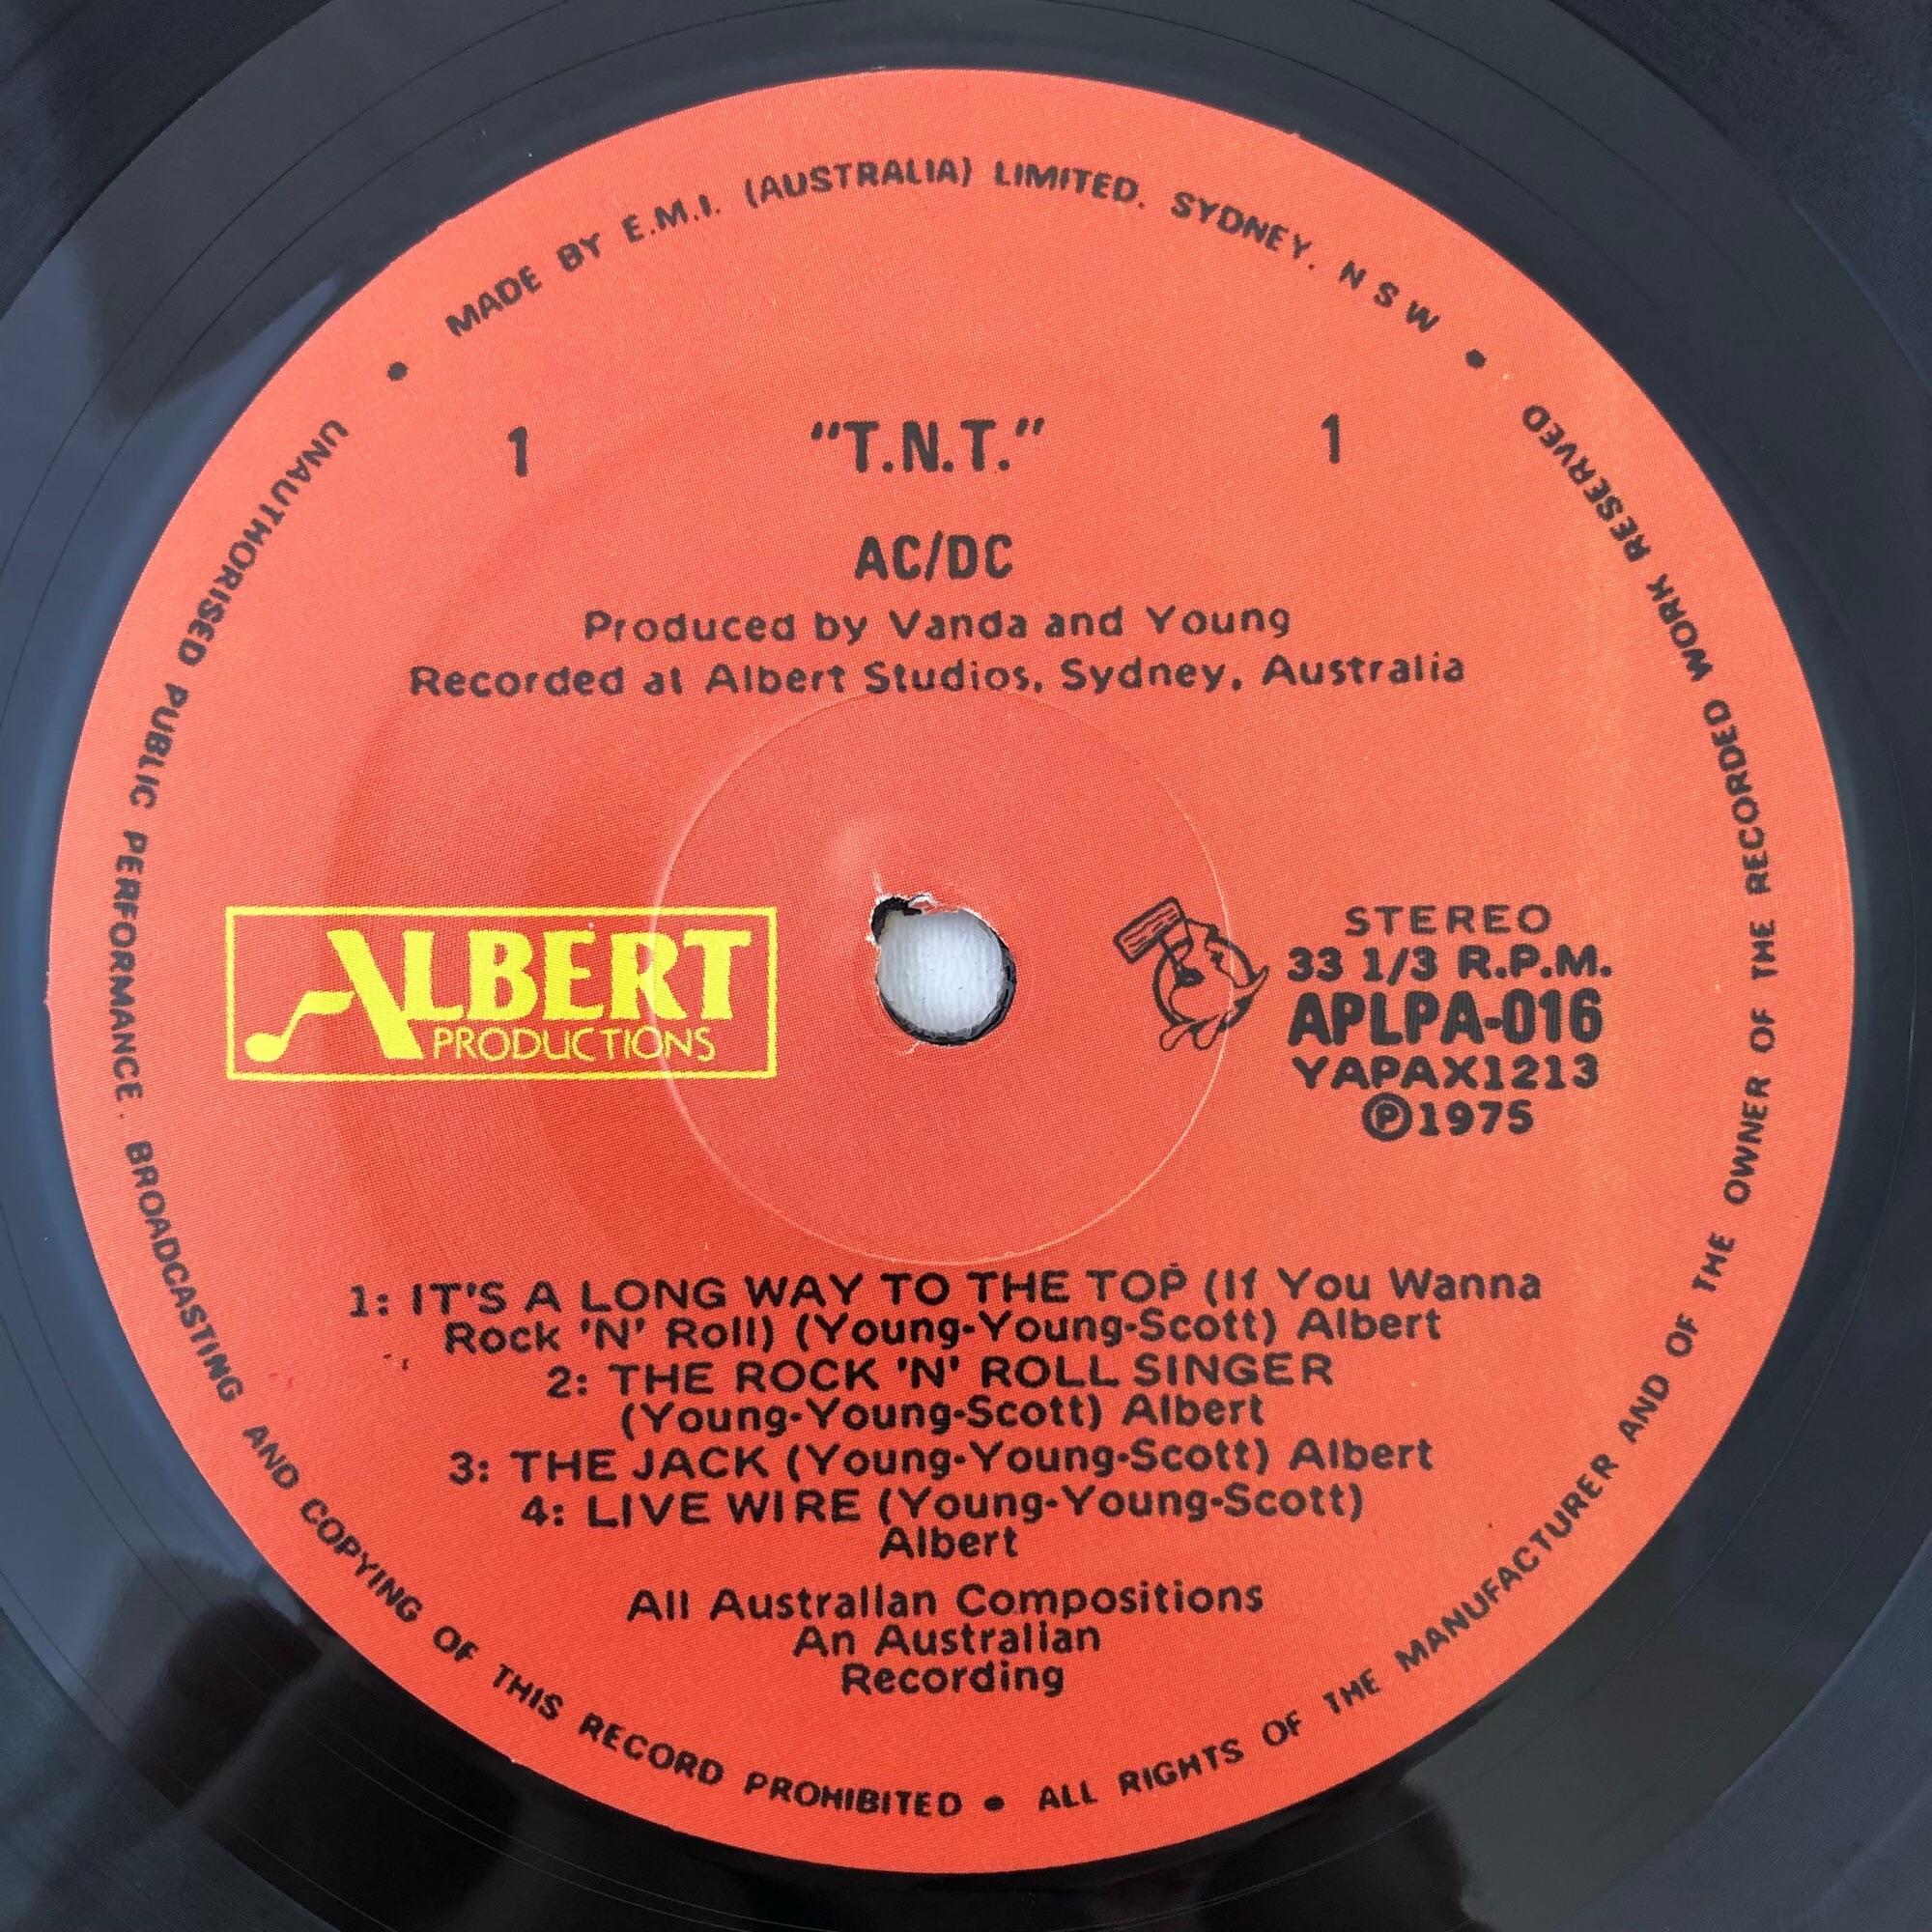 MADE BY E.M.I. (AUSTRALIA) LIMITED. SYDNEY. N S W
1 "T.N.T." 1
AC/DC
Produced by Vanda and Young
Recorded at Albert Studios, Sydney, Australia
ALBERT
PRODUCTIONS
STEREO
33 1/3 R.P.M.
APLPA-016
YAPAX1213
Ⓟ1975
1: IT'S A LONG WAY TO THE TOP (If You Wanna
Rock 'N' Roll) (Young-Young-Scott) Albert
2: THE ROCK 'N' ROLL SINGER
(Young-Young-Scott) Albert
3: THE JACK (Young-Young-Scott) Albert
4: LIVE WIRE (Young-Young-Scott)
Albert
All Australian Compositions
An Australian
Recording
UNAUTHORISED PUBLIC PERFORMANCE. BROADCASTING AND COPYING OF THIS RECORD PROHIBITED • ALL RIGHTS OF THE MANUFACTURER AND OF THE OWNER OF THE RECORDED WORK RESERVED